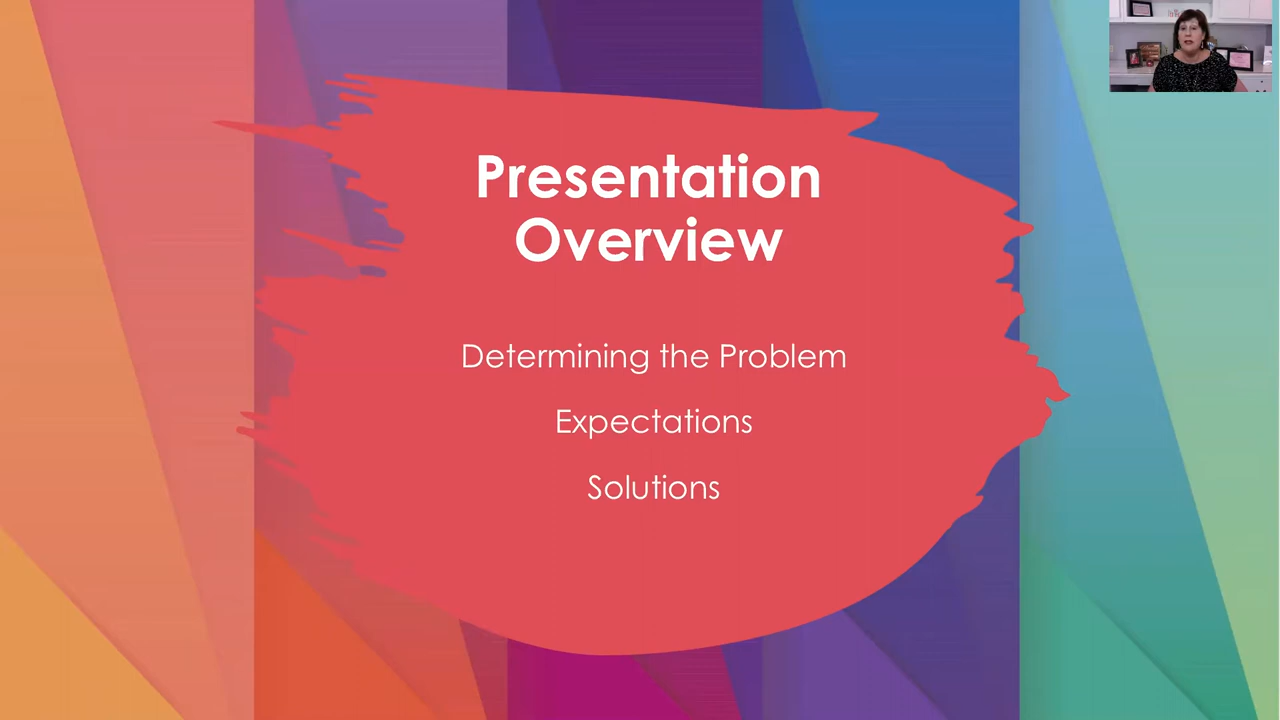 Presentation
Overview
Determining the Problem
Expectations
Solutions